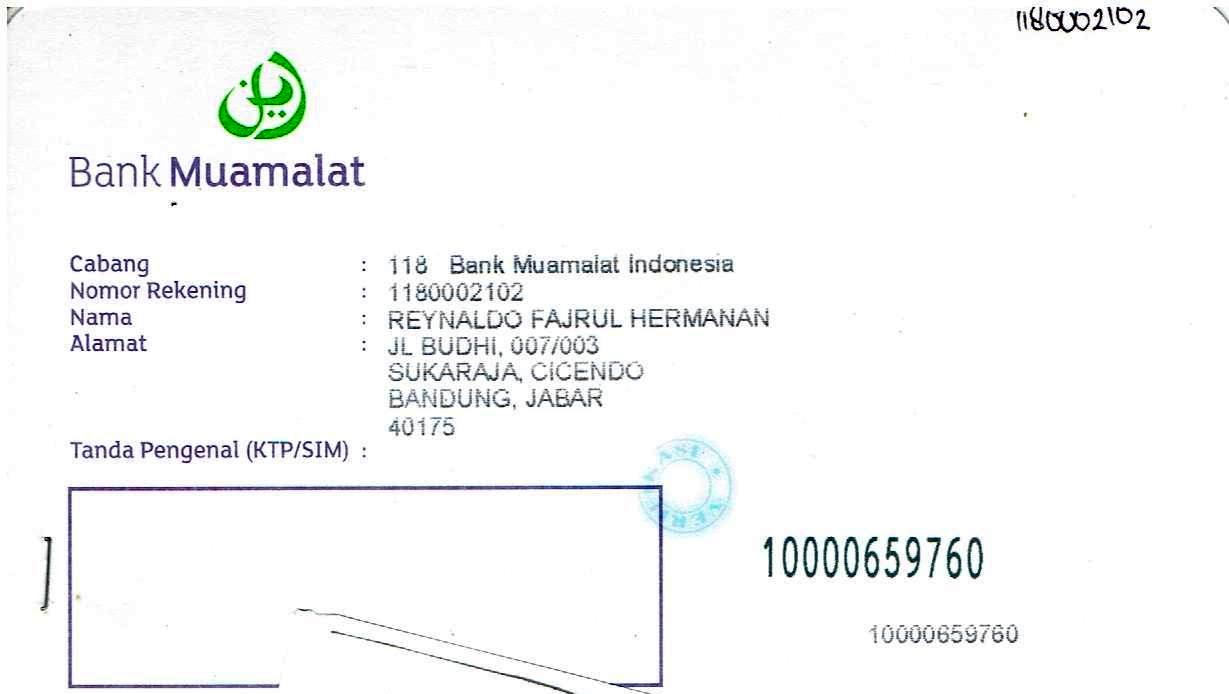 1180002102
Bank Muamalat
Cabang : 118 Bank Muamalat Indonesia
Nomor Rekening : 1180002102
Nama : REYNALDO FAJRUL HERMANAN
Alamat : JL BUDHI, 007/003
SUKARAJA, CICENDO
BANDUNG, JABAR
40175
Tanda Pengenal (KTP/SIM) :
10000659760
10000659760